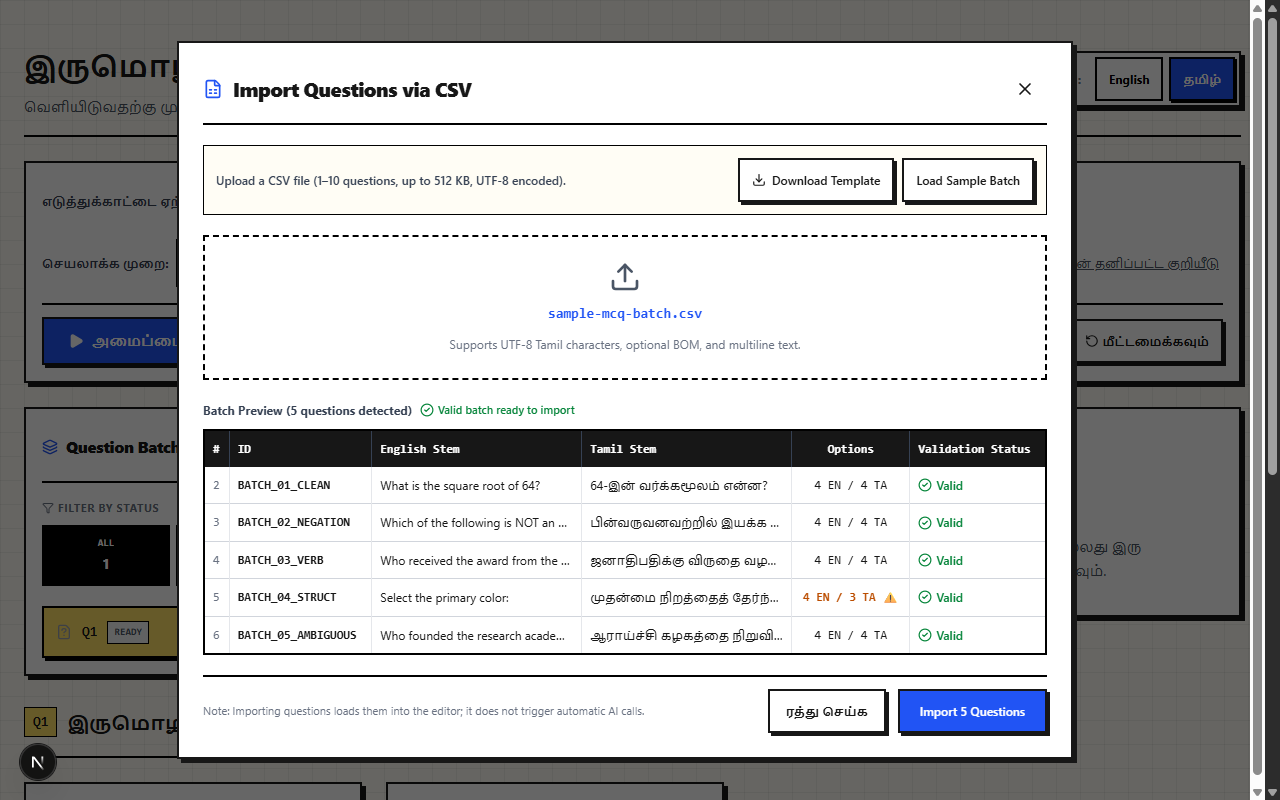 இருமொழ
வெளியிடுவதற்கு மு
English
தமிழ்
எடுத்துக்காட்டை ஏற்
செயலாக்க முறை:
ன் தனிப்பட்ட குறியீடு
அமைப்பை
மீட்டமைக்கவும்
Question Batch
FILTER BY STATUS
ALL
1
Q1 READY
லது இரு
வும்.
Q1 இருமொழ
N
Import Questions via CSV
Upload a CSV file (1–10 questions, up to 512 KB, UTF-8 encoded).
Download Template
Load Sample Batch
sample-mcq-batch.csv
Supports UTF-8 Tamil characters, optional BOM, and multiline text.
Batch Preview (5 questions detected) Valid batch ready to import
# ID English Stem Tamil Stem Options Validation Status
2 BATCH_01_CLEAN What is the square root of 64? 64-இன் வர்க்கமூலம் என்ன? 4 EN / 4 TA Valid
3 BATCH_02_NEGATION Which of the following is NOT an ... பின்வருவனவற்றில் இயக்க ... 4 EN / 4 TA Valid
4 BATCH_03_VERB Who received the award from the ... ஜனாதிபதிக்கு விருதை வழ... 4 EN / 4 TA Valid
5 BATCH_04_STRUCT Select the primary color: முதன்மை நிறத்தைத் தேர்ந்... 4 EN / 3 TA ⚠️ Valid
6 BATCH_05_AMBIGUOUS Who founded the research acade... ஆராய்ச்சி கழகத்தை நிறுவி... 4 EN / 4 TA Valid
Note: Importing questions loads them into the editor; it does not trigger automatic AI calls.
ரத்து செய்க
Import 5 Questions